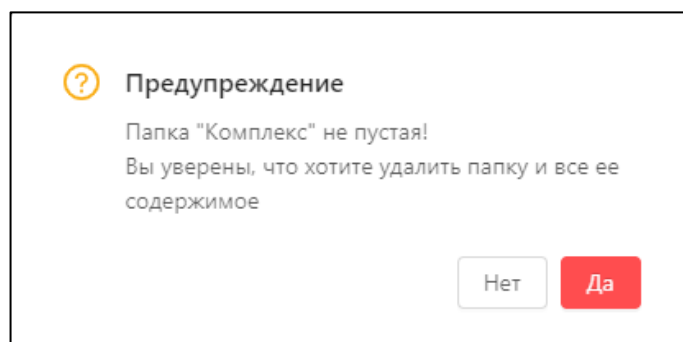 Предупреждение
Папка "Комплекс" не пустая!
Вы уверены, что хотите удалить папку и все ее
содержимое
Нет Да